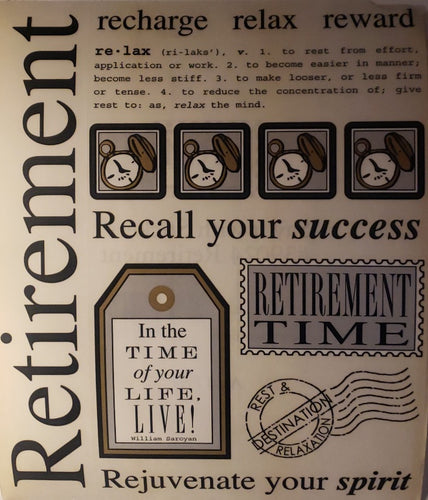 Retirement
recharge relax reward
re•lax (ri-laks'), v. 1. to rest from effort,
application or work. 2. to become easier in manner;
become less stiff. 3. to make looser, or less firm
or tense. 4. to reduce the concentration of; give
rest to: as, relax the mind.
Recall your success
In the
TIME
of your
LIFE,
LIVE!
William Saroyan
RETIREMENT
TIME
REST &
DESTINATION
RELAXATION
Rejuvenate your spirit